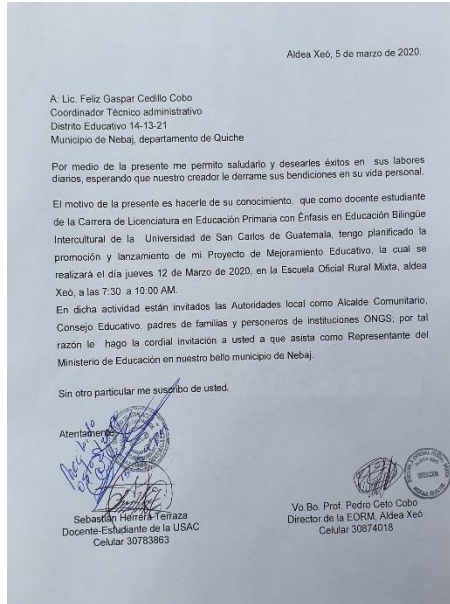 Aldea Xeó, 5 de marzo de 2020.
A: Lic. Feliz Gaspar Cedillo Cobo
Coordinador Técnico administrativo
Distrito Educativo 14-13-21
Municipio de Nebaj, departamento de Quiche
Por medio de la presente me permito saludarlo y desearles éxitos en sus labores
diarios, esperando que nuestro creador le derrame sus bendiciones en su vida personal.
El motivo de la presente es hacerle de su conocimiento, que como docente estudiante
de la Carrera de Licenciatura en Educación Primaria con Énfasis en Educación Bilingüe
Intercultural de la Universidad de San Carlos de Guatemala, tengo planificado la
promoción y lanzamiento de mi Proyecto de Mejoramiento Educativo, la cual se
realizará el día jueves 12 de Marzo de 2020, en la Escuela Oficial Rural Mixta, aldea
Xeó, a las 7:30 a 10:00 AM.
En dicha actividad están invitados las Autoridades local como Alcalde Comunitario,
Consejo Educativo, padres de familias y personeros de instituciones ONGS; por tal
razón le hago la cordial invitación a usted a que asista como Representante del
Ministerio de Educación en nuestro bello municipio de Nebaj.
Sin otro particular me suscribo de usted.
Atentamente
Recibido
Sebastián Herrera Terraza
Docente-Estudiante de la USAC
Celular 30783863
DIRECCIÓN
Vo.Bo. Prof. Pedro Ceto Cobo
Director de la EORM. Aldea Xeó
Celular 30874018